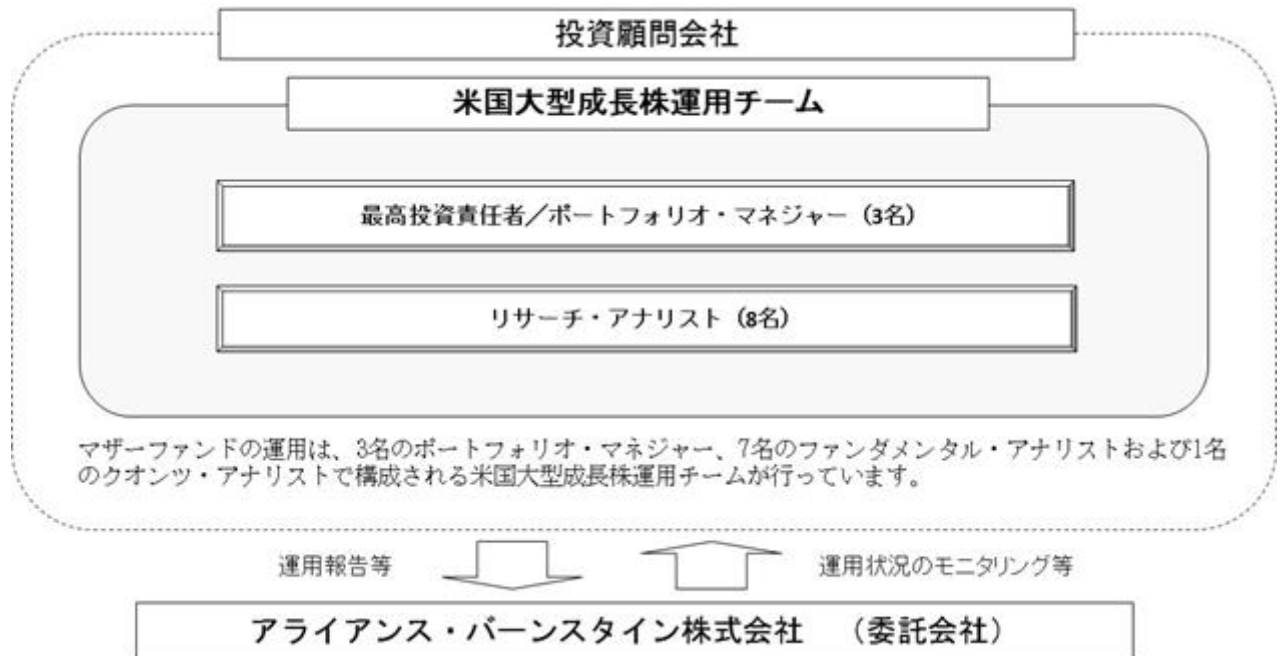 投資顧問会社
米国大型成長株運用チーム
最高投資責任者／ポートフォリオ・マネジャー（3名）
リサーチ・アナリスト（8名）
マザーファンドの運用は、3名のポートフォリオ・マネジャー、7名のファンダメンタル・アナリストおよび1名
のクオンツ・アナリストで構成される米国大型成長株運用チームが行っています。
運用報告等
運用状況のモニタリング等
アライアンス・バーンスタイン株式会社　（委託会社）